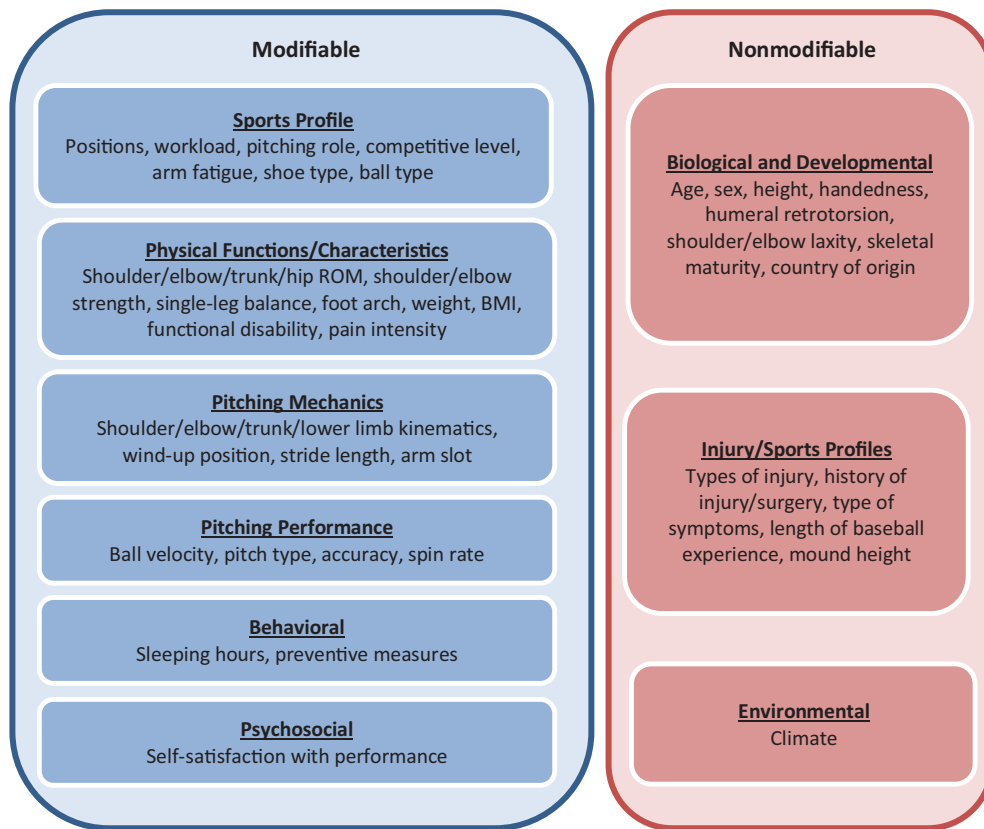 Modifiable
Sports Profile
Positions, workload, pitching role, competitive level,
arm fatigue, shoe type, ball type
Physical Functions/Characteristics
Shoulder/elbow/trunk/hip ROM, shoulder/elbow
strength, single-leg balance, foot arch, weight, BMI,
functional disability, pain intensity
Pitching Mechanics
Shoulder/elbow/trunk/lower limb kinematics,
wind-up position, stride length, arm slot
Pitching Performance
Ball velocity, pitch type, accuracy, spin rate
Behavioral
Sleeping hours, preventive measures
Psychosocial
Self-satisfaction with performance
Nonmodifiable
Biological and Developmental
Age, sex, height, handedness,
humeral retrotorsion,
shoulder/elbow laxity, skeletal
maturity, country of origin
Injury/Sports Profiles
Types of injury, history of
injury/surgery, type of
symptoms, length of baseball
experience, mound height
Environmental
Climate